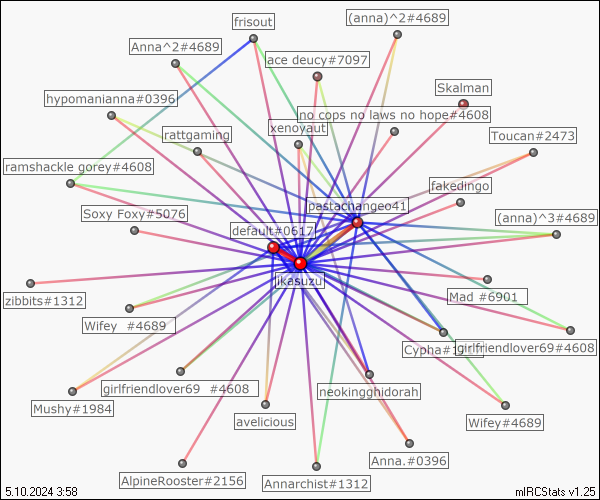 (anna)^2#4689
frisout
Anna^2#4689
ace deucy#7097
Skalman
hypomanianna#0396
no cops no laws no hope#4608
xenoyaut
rattgaming
Toucan#2473
ramshackle gorey#4608
fakedingo
pastachangeo41
Soxy Foxy#5076
(anna)^3#4689
default#0617
ikasuzu
zibbits#1312
Mad #6901
Wifey #4689
Cypha#1
girlfriendlover69#4608
girlfriendlover69 #4608
neokingghidorah
Mushy#1984
avelicious
Wifey#4689
Anna.#0396
AlpineRooster#2156
Annarchist#1312
5.10.2024 3:58
mIRCStats v1.25